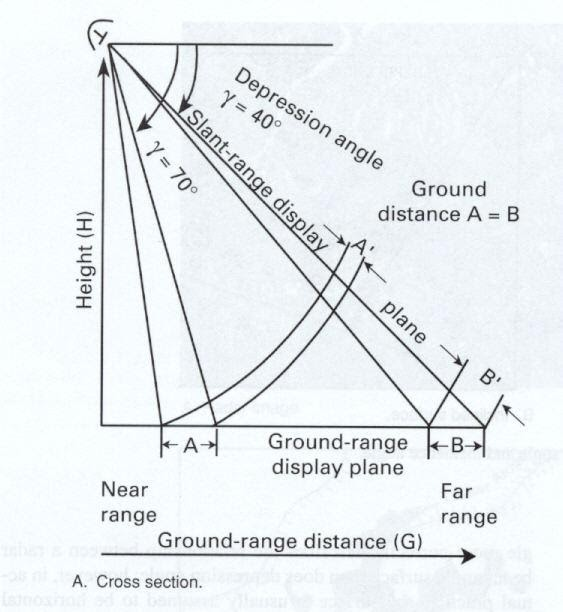 Depression angle
γ = 40°
γ = 70°
Slant-range display
plane
Ground
distance A = B
Height (H)
A'
B'
A
B
Ground-range
display plane
Near
range
Far
range
Ground-range distance (G)
A. Cross section.